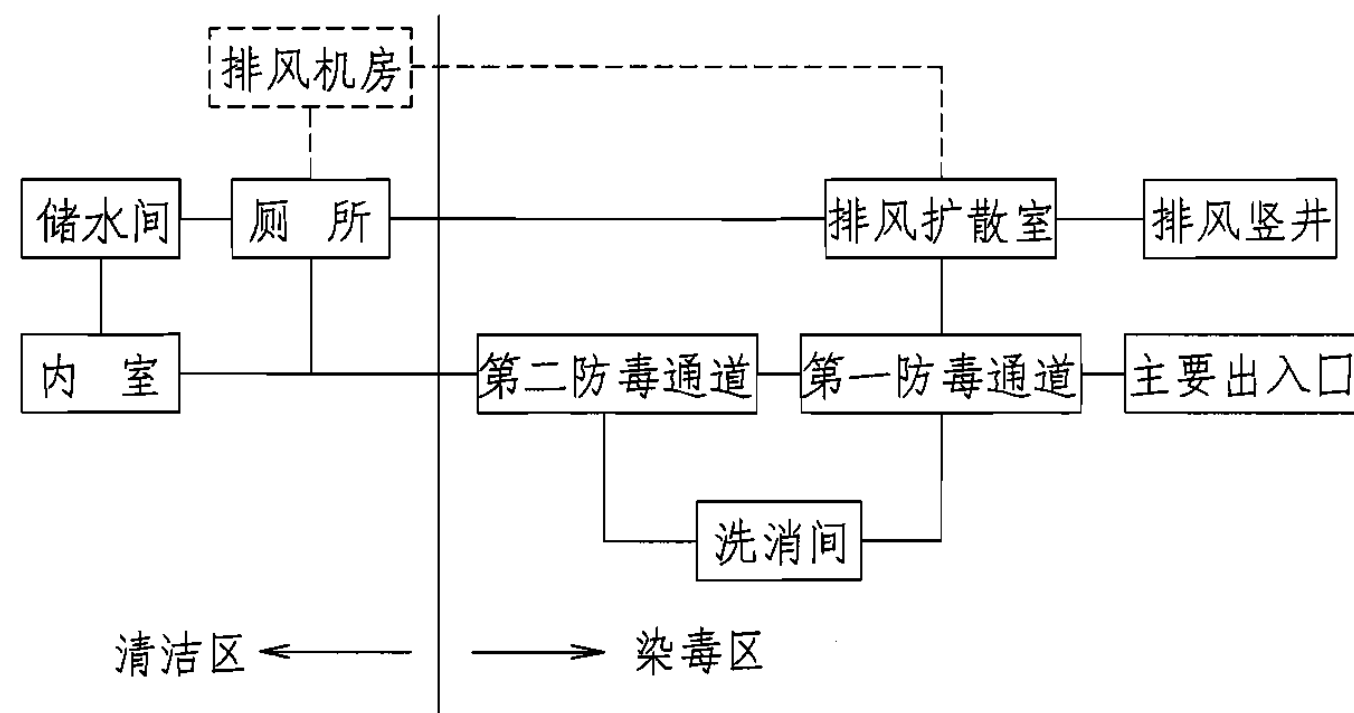 排风机房
储水间
厕 所
排风扩散室
排风竖井
内 室
第二防毒通道
第一防毒通道
主要出入口
洗消间
清洁区
染毒区